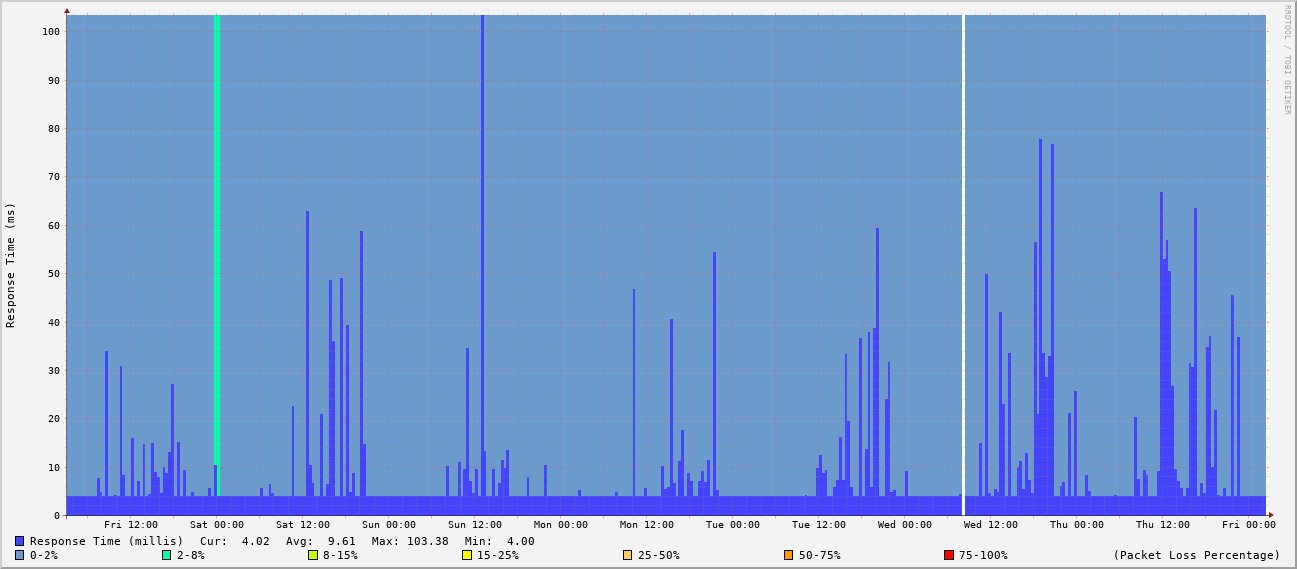 RRDTOOL / TOBI OETIKER
Response Time (ms)
100
90
80
70
60
50
40
30
20
10
0
Fri 12:00 Sat 00:00 Sat 12:00 Sun 00:00 Sun 12:00 Mon 00:00 Mon 12:00 Tue 00:00 Tue 12:00 Wed 00:00 Wed 12:00 Thu 00:00 Thu 12:00 Fri 00:00
Response Time (millis) Cur: 4.02 Avg: 9.61 Max: 103.38 Min: 4.00
0-2% 2-8% 8-15% 15-25% 25-50% 50-75% 75-100% (Packet Loss Percentage)